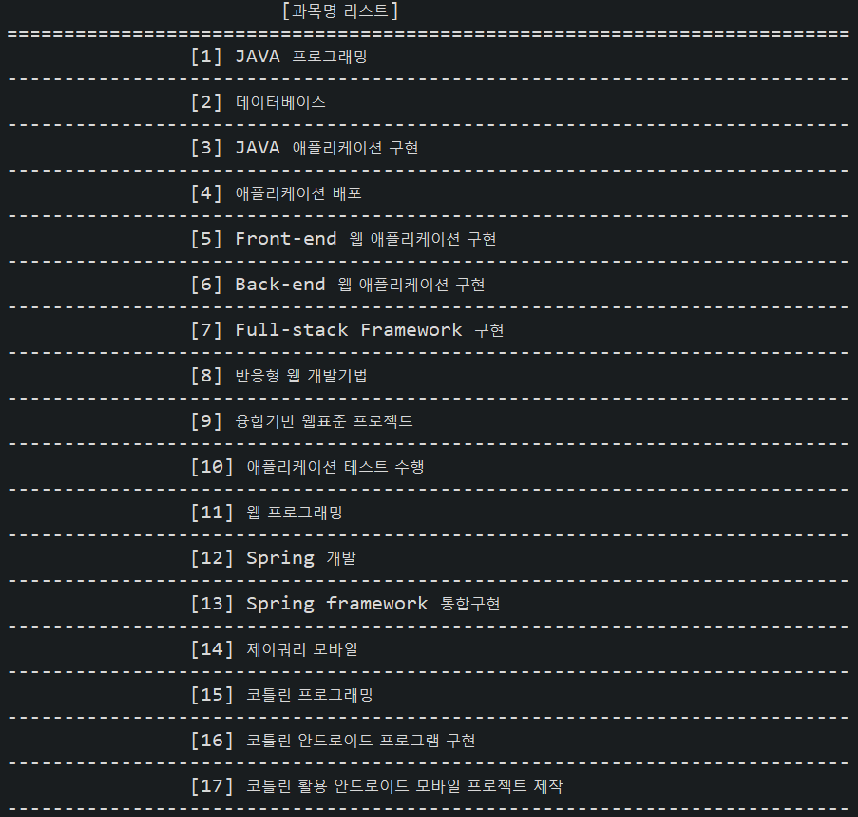 [과목명 리스트]
===========================================================================
[1] JAVA 프로그래밍
---------------------------------------------------------------------------
[2] 데이터베이스
---------------------------------------------------------------------------
[3] JAVA 애플리케이션 구현
---------------------------------------------------------------------------
[4] 애플리케이션 배포
---------------------------------------------------------------------------
[5] Front-end 웹 애플리케이션 구현
---------------------------------------------------------------------------
[6] Back-end 웹 애플리케이션 구현
---------------------------------------------------------------------------
[7] Full-stack Framework 구현
---------------------------------------------------------------------------
[8] 반응형 웹 개발기법
---------------------------------------------------------------------------
[9] 융합기반 웹표준 프로젝트
---------------------------------------------------------------------------
[10] 애플리케이션 테스트 수행
---------------------------------------------------------------------------
[11] 웹 프로그래밍
---------------------------------------------------------------------------
[12] Spring 개발
---------------------------------------------------------------------------
[13] Spring framework 통합구현
---------------------------------------------------------------------------
[14] 제이쿼리 모바일
---------------------------------------------------------------------------
[15] 코틀린 프로그래밍
---------------------------------------------------------------------------
[16] 코틀린 안드로이드 프로그램 구현
---------------------------------------------------------------------------
[17] 코틀린 활용 안드로이드 모바일 프로젝트 제작
---------------------------------------------------------------------------